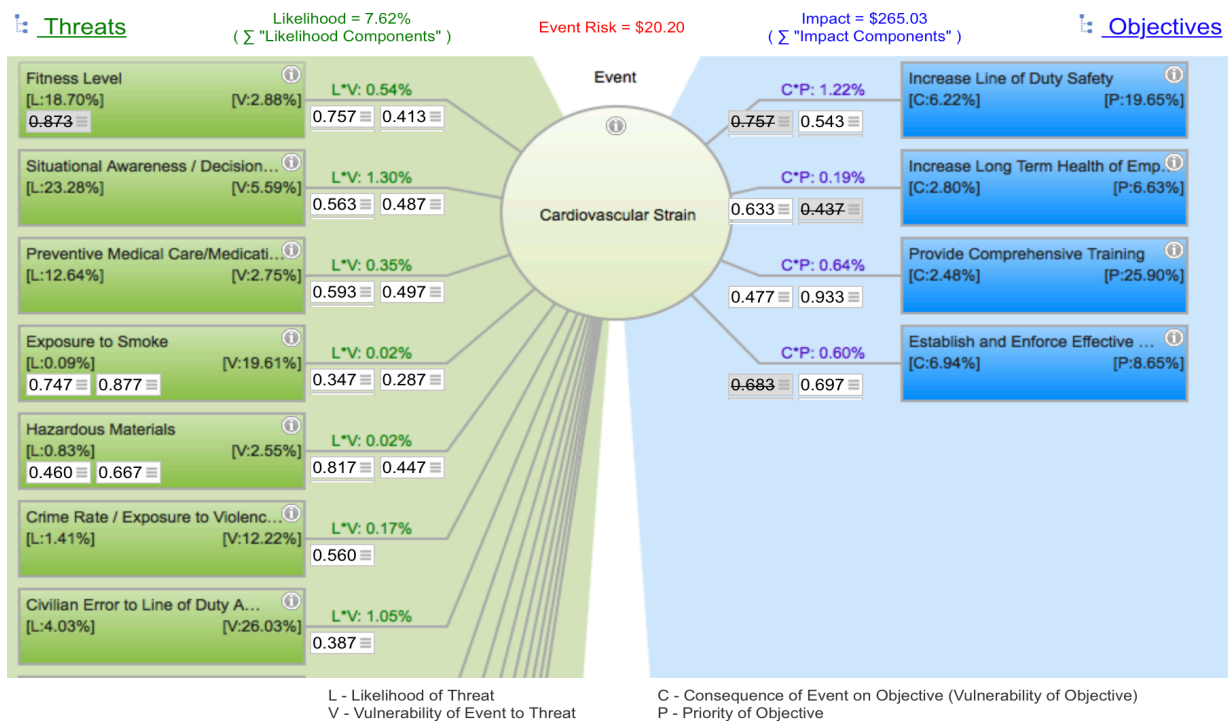 Threats
Likelihood = 7.62%
( ∑ "Likelihood Components" )
Event Risk = $20.20
Impact = $265.03
( ∑ "Impact Components" )
Objectives
Event
Cardiovascular Strain
Fitness Level
[L:18.70%] [V:2.88%]
0.873
L*V: 0.54%
0.757 0.413
Situational Awareness / Decision...
[L:23.28%] [V:5.59%]
L*V: 1.30%
0.563 0.487
Preventive Medical Care/Medicati...
[L:12.64%] [V:2.75%]
L*V: 0.35%
0.593 0.497
Exposure to Smoke
[L:0.09%] [V:19.61%]
0.747 0.877
L*V: 0.02%
0.347 0.287
Hazardous Materials
[L:0.83%] [V:2.55%]
0.460 0.667
L*V: 0.02%
0.817 0.447
Crime Rate / Exposure to Violenc...
[L:1.41%] [V:12.22%]
L*V: 0.17%
0.560
Civilian Error to Line of Duty A...
[L:4.03%] [V:26.03%]
L*V: 1.05%
0.387
C*P: 1.22%
0.757 0.543
Increase Line of Duty Safety
[C:6.22%] [P:19.65%]
C*P: 0.19%
0.633 0.437
Increase Long Term Health of Emp...
[C:2.80%] [P:6.63%]
C*P: 0.64%
0.477 0.933
Provide Comprehensive Training
[C:2.48%] [P:25.90%]
C*P: 0.60%
0.683 0.697
Establish and Enforce Effective ...
[C:6.94%] [P:8.65%]
L - Likelihood of Threat
V - Vulnerability of Event to Threat
C - Consequence of Event on Objective (Vulnerability of Objective)
P - Priority of Objective